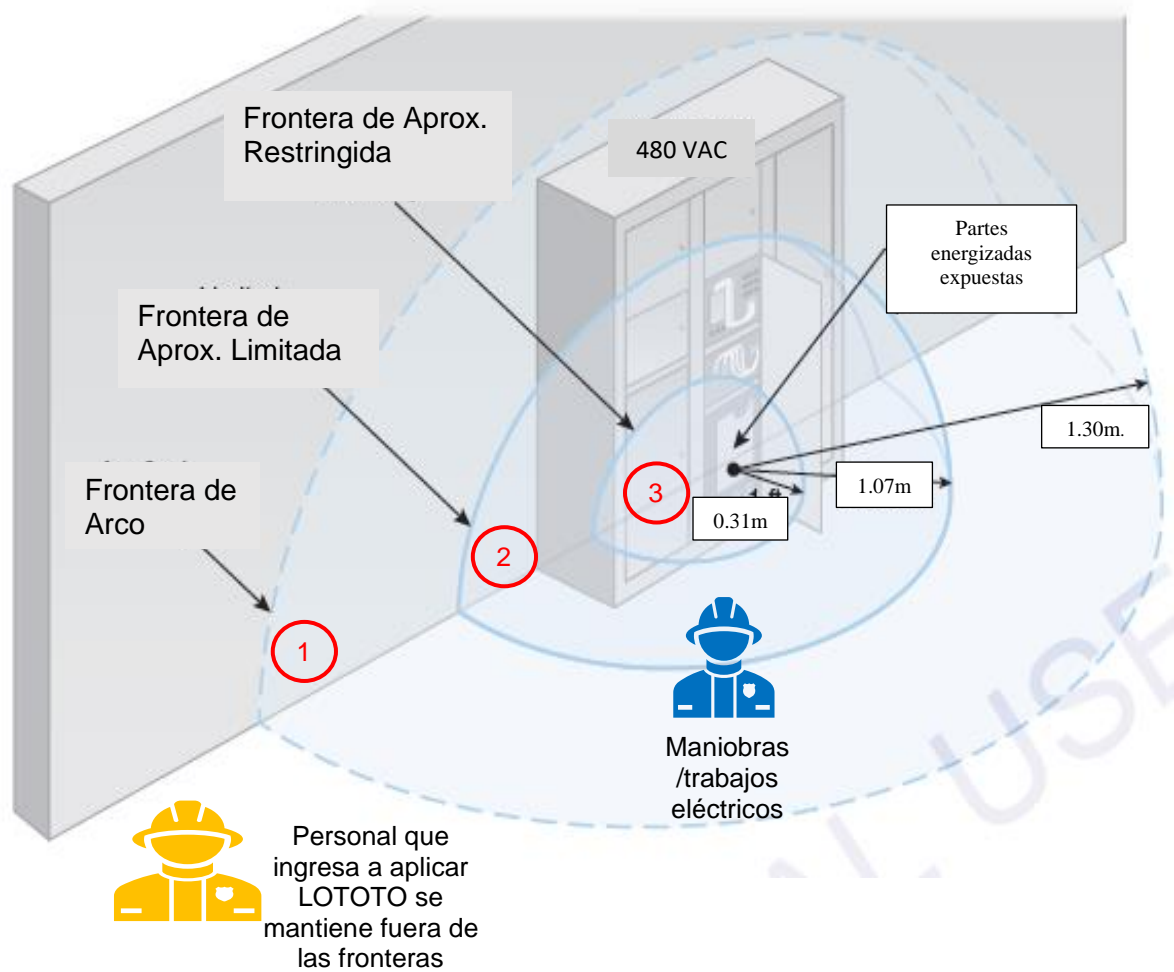 Frontera de Aprox.
Restringida
480 VAC
Partes
energizadas
expuestas
Frontera de
Aprox. Limitada
1.30m.
Frontera de
Arco
3
1.07m
0.31m
2
1
Maniobras
/trabajos
eléctricos
Personal que
ingresa a aplicar
LOTOTO se
mantiene fuera de
las fronteras